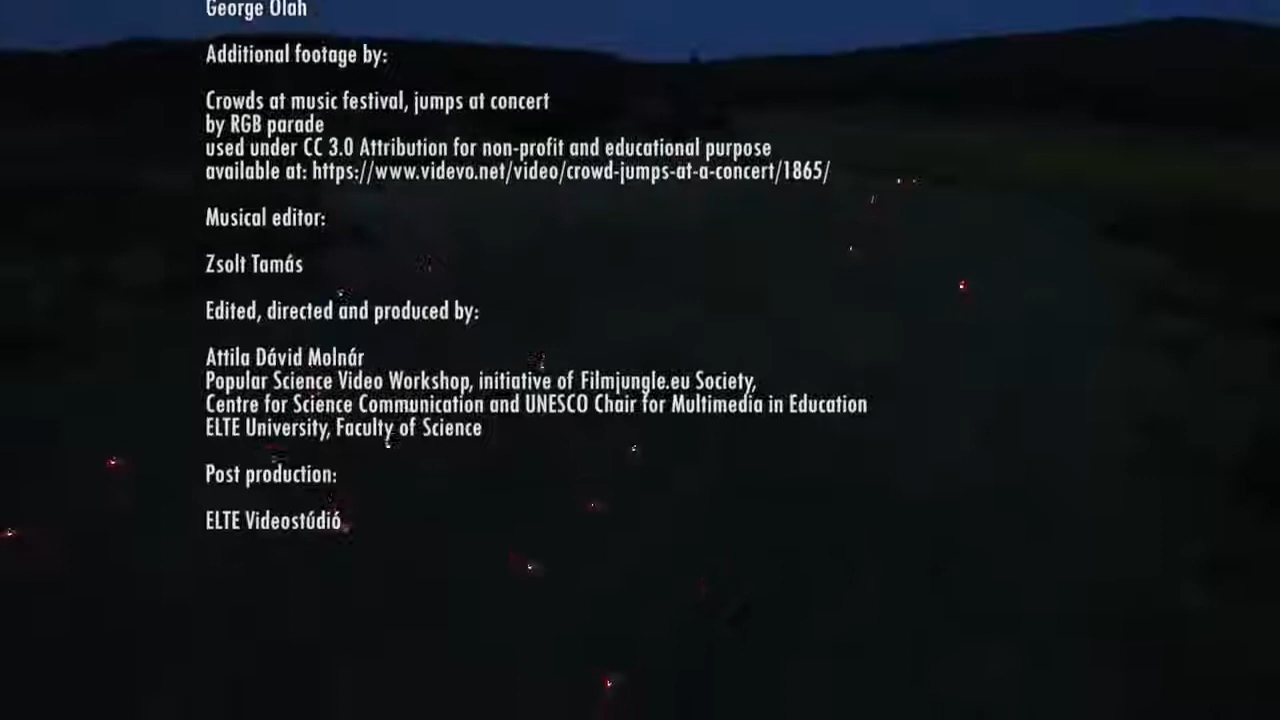 George Olah
Additional footage by:
Crowds at music festival, jumps at concert
by RGB parade
used under CC 3.0 Attribution for non-profit and educational purpose
available at: https://www.videvo.net/video/crowd-jumps-at-a-concert/1865/
Musical editor:
Zsolt Tamás
Edited, directed and produced by:
Attila Dávid Molnár
Popular Science Video Workshop, initiative of Filmjungle.eu Society,
Centre for Science Communication and UNESCO Chair for Multimedia in Education
ELTE University, Faculty of Science
Post production:
ELTE Videostúdió